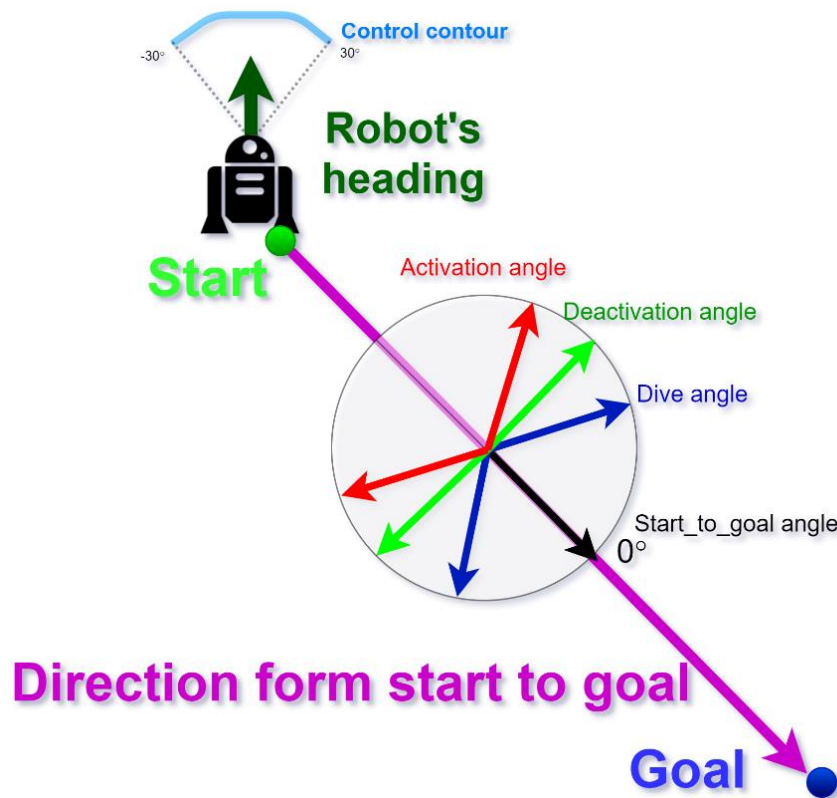 Control contour
-30°
30°
Robot's
heading
Start
Activation angle
Deactivation angle
Dive angle
Start_to_goal angle
0°
Direction form start to goal
Goal